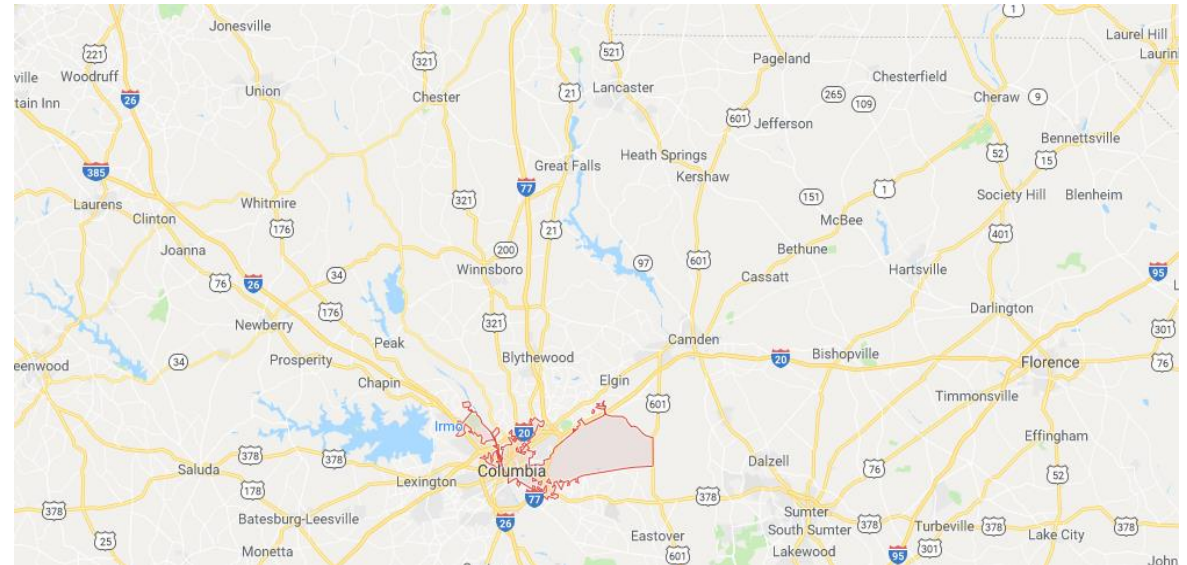 1
Jonesville
Laurel Hill
221
321
521
Pageland
Laurin
ville
Woodruff
Union
Chester
21
Lancaster
Chesterfield
tain Inn
26
265
109
Cheraw
9
601
Jefferson
Bennettsville
385
Great Falls
Heath Springs
52
15
77
Kershaw
1
Laurens
Whitmire
321
151
Society Hill
Blenheim
Clinton
176
21
McBee
401
Joanna
200
Bethune
34
Winnsboro
97
601
Cassatt
Hartsville
95
76
26
L
176
Darlington
Newberry
321
301
Peak
Camden
34
Prosperity
Blythewood
20
Bishopville
Florence
76
eenwood
Chapin
Elgin
601
Timmonsville
Irmo
20
Effingham
378
378
Columbia
Dalzell
76
Saluda
Lexington
52
178
77
378
378
Sumter
Batesburg-Leesville
26
South Sumter
378
Turbeville
378
Lake City
378
25
Eastover
301
Monetta
601
Lakewood
95
John